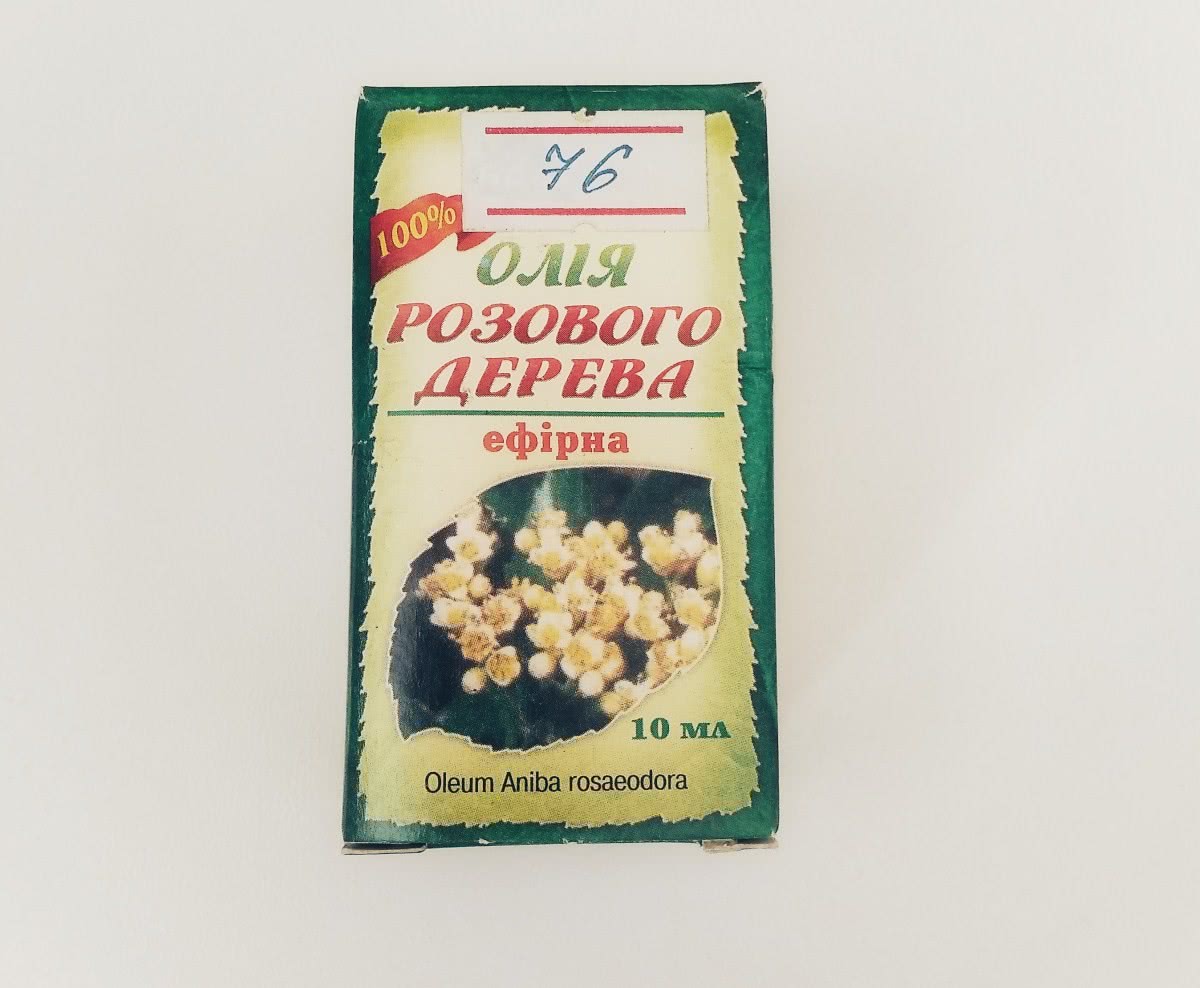 76
100%
ОЛІЯ
РОЗОВОГО
ДЕРЕВА
ефірна
10 мл
Oleum Aniba rosaeodora